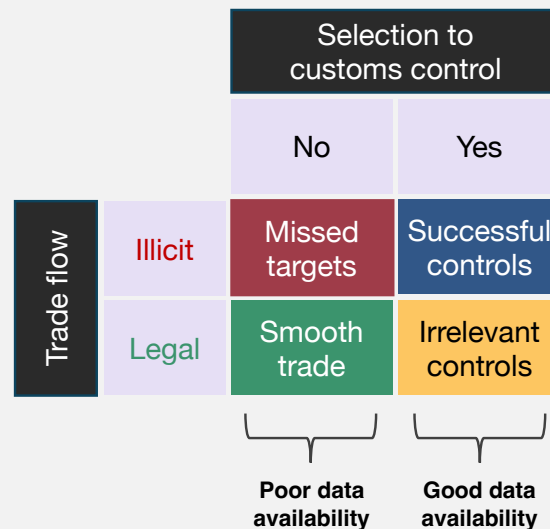 Selection to
customs control
No
Yes
Trade flow
Illicit
Missed
targets
Successful
controls
Legal
Smooth
trade
Irrelevant
controls
Poor data
availability
Good data
availability